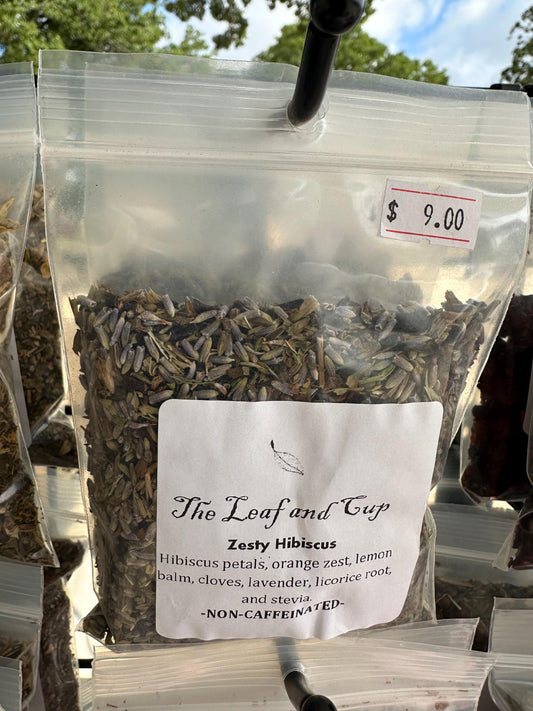 $ 9.00
The Leaf and Cup
Zesty Hibiscus
Hibiscus petals, orange zest, lemon
balm, cloves, lavender, licorice root,
and stevia.
-NON-CAFFEINATED-